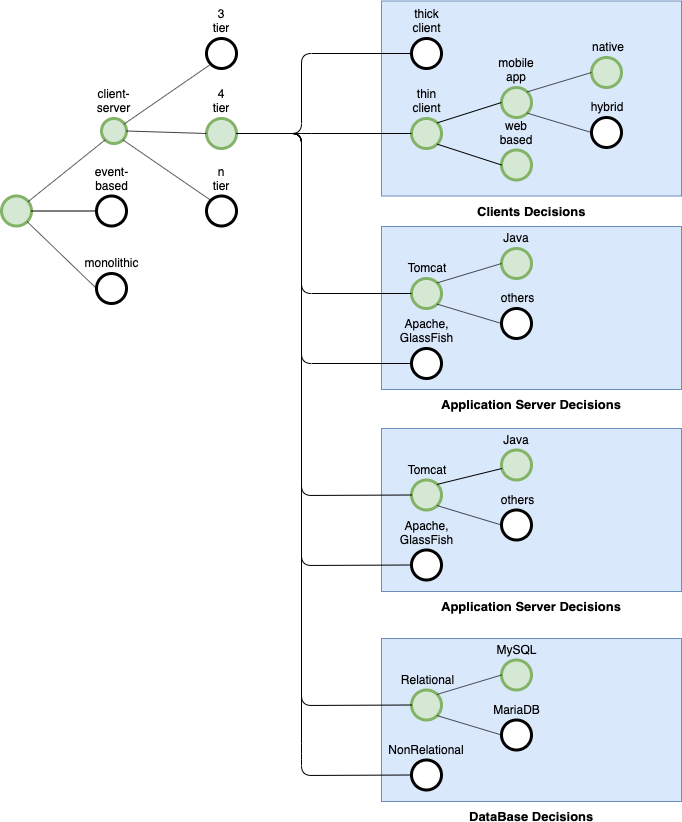 3
tier
client-
server
4
tier
event-
based
n
tier
monolithic
thick
client
thin
client
mobile
app
native
hybrid
web
based
Clients Decisions
Tomcat
Java
others
Apache,
GlassFish
Application Server Decisions
Tomcat
Java
others
Apache,
GlassFish
Application Server Decisions
Relational
MySQL
MariaDB
NonRelational
DataBase Decisions